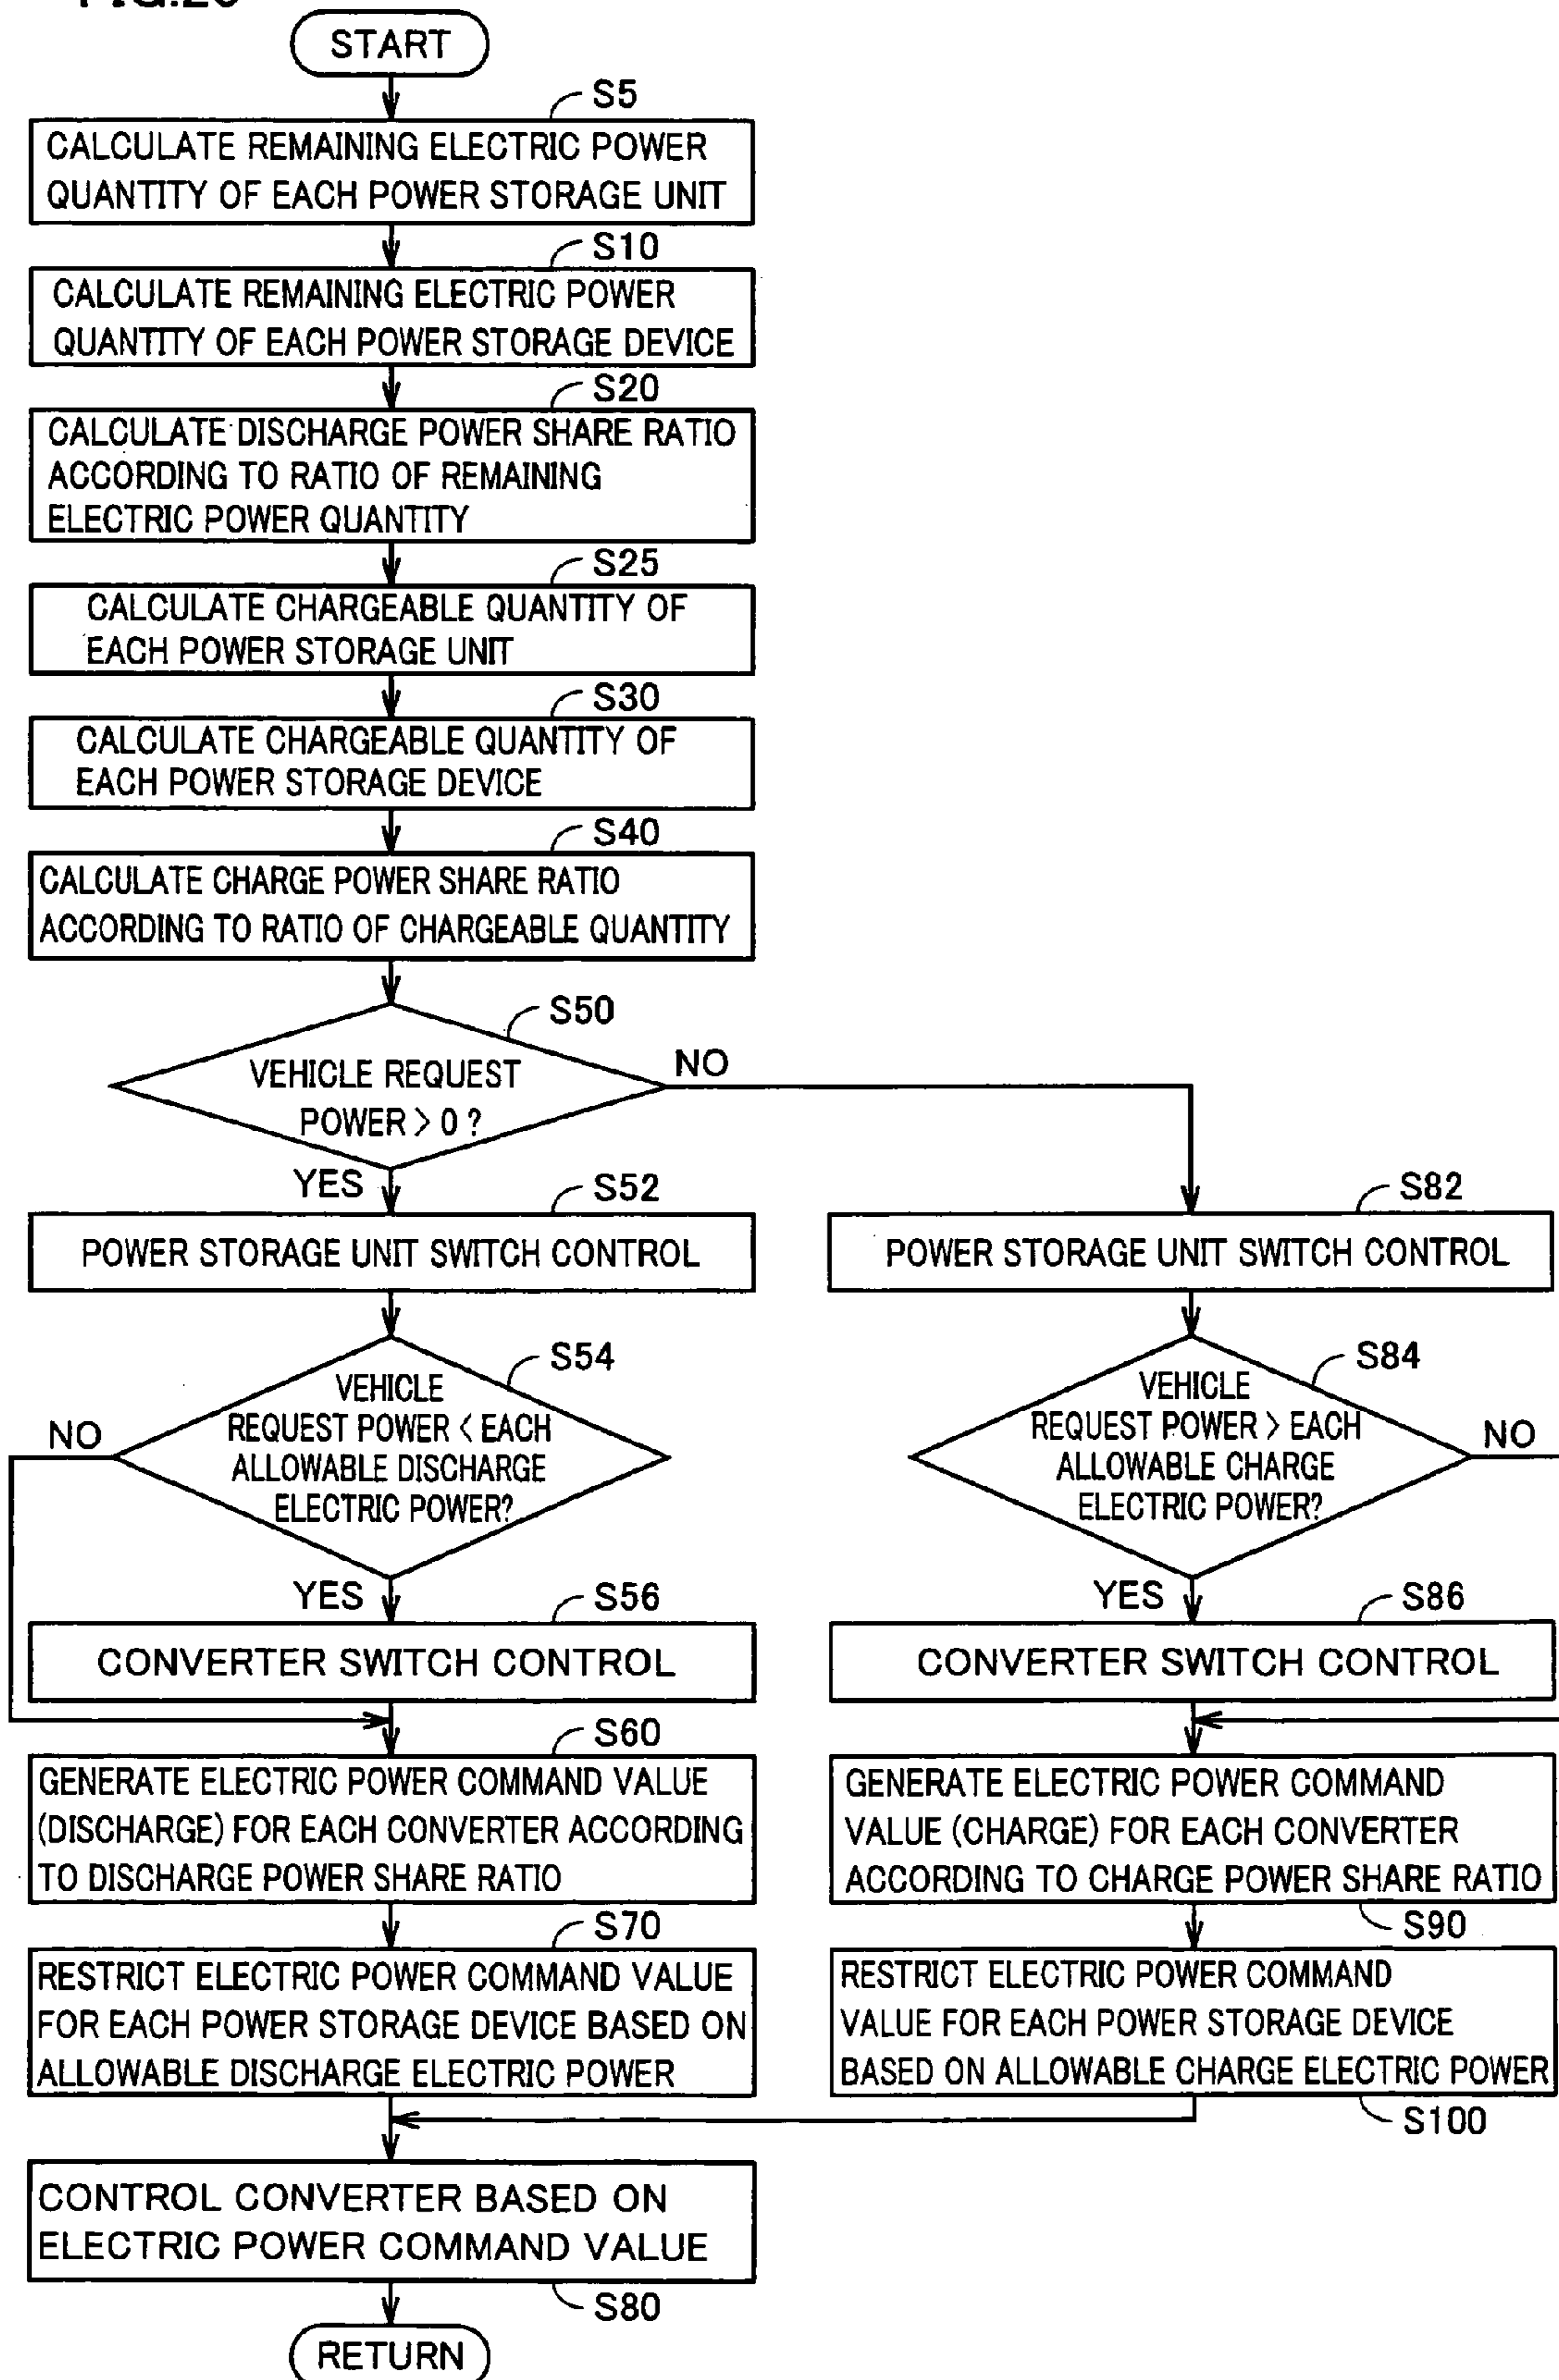 START
S5
CALCULATE REMAINING ELECTRIC POWER
QUANTITY OF EACH POWER STORAGE UNIT
S10
CALCULATE REMAINING ELECTRIC POWER
QUANTITY OF EACH POWER STORAGE DEVICE
S20
CALCULATE DISCHARGE POWER SHARE RATIO
ACCORDING TO RATIO OF REMAINING
ELECTRIC POWER QUANTITY
S25
CALCULATE CHARGEABLE QUANTITY OF
EACH POWER STORAGE UNIT
S30
CALCULATE CHARGEABLE QUANTITY OF
EACH POWER STORAGE DEVICE
S40
CALCULATE CHARGE POWER SHARE RATIO
ACCORDING TO RATIO OF CHARGEABLE QUANTITY
S50
VEHICLE REQUEST
POWER > 0 ?
NO
YES
S52
POWER STORAGE UNIT SWITCH CONTROL
S54
VEHICLE
REQUEST POWER < EACH
ALLOWABLE DISCHARGE
ELECTRIC POWER?
NO
YES
S56
CONVERTER SWITCH CONTROL
S60
GENERATE ELECTRIC POWER COMMAND VALUE
(DISCHARGE) FOR EACH CONVERTER ACCORDING
TO DISCHARGE POWER SHARE RATIO
S70
RESTRICT ELECTRIC POWER COMMAND VALUE
FOR EACH POWER STORAGE DEVICE BASED ON
ALLOWABLE DISCHARGE ELECTRIC POWER
S82
POWER STORAGE UNIT SWITCH CONTROL
S84
VEHICLE
REQUEST POWER > EACH
ALLOWABLE CHARGE
ELECTRIC POWER?
NO
YES
S86
CONVERTER SWITCH CONTROL
GENERATE ELECTRIC POWER COMMAND
VALUE (CHARGE) FOR EACH CONVERTER
ACCORDING TO CHARGE POWER SHARE RATIO
S90
RESTRICT ELECTRIC POWER COMMAND
VALUE FOR EACH POWER STORAGE DEVICE
BASED ON ALLOWABLE CHARGE ELECTRIC POWER
S100
CONTROL CONVERTER BASED ON
ELECTRIC POWER COMMAND VALUE
S80
RETURN